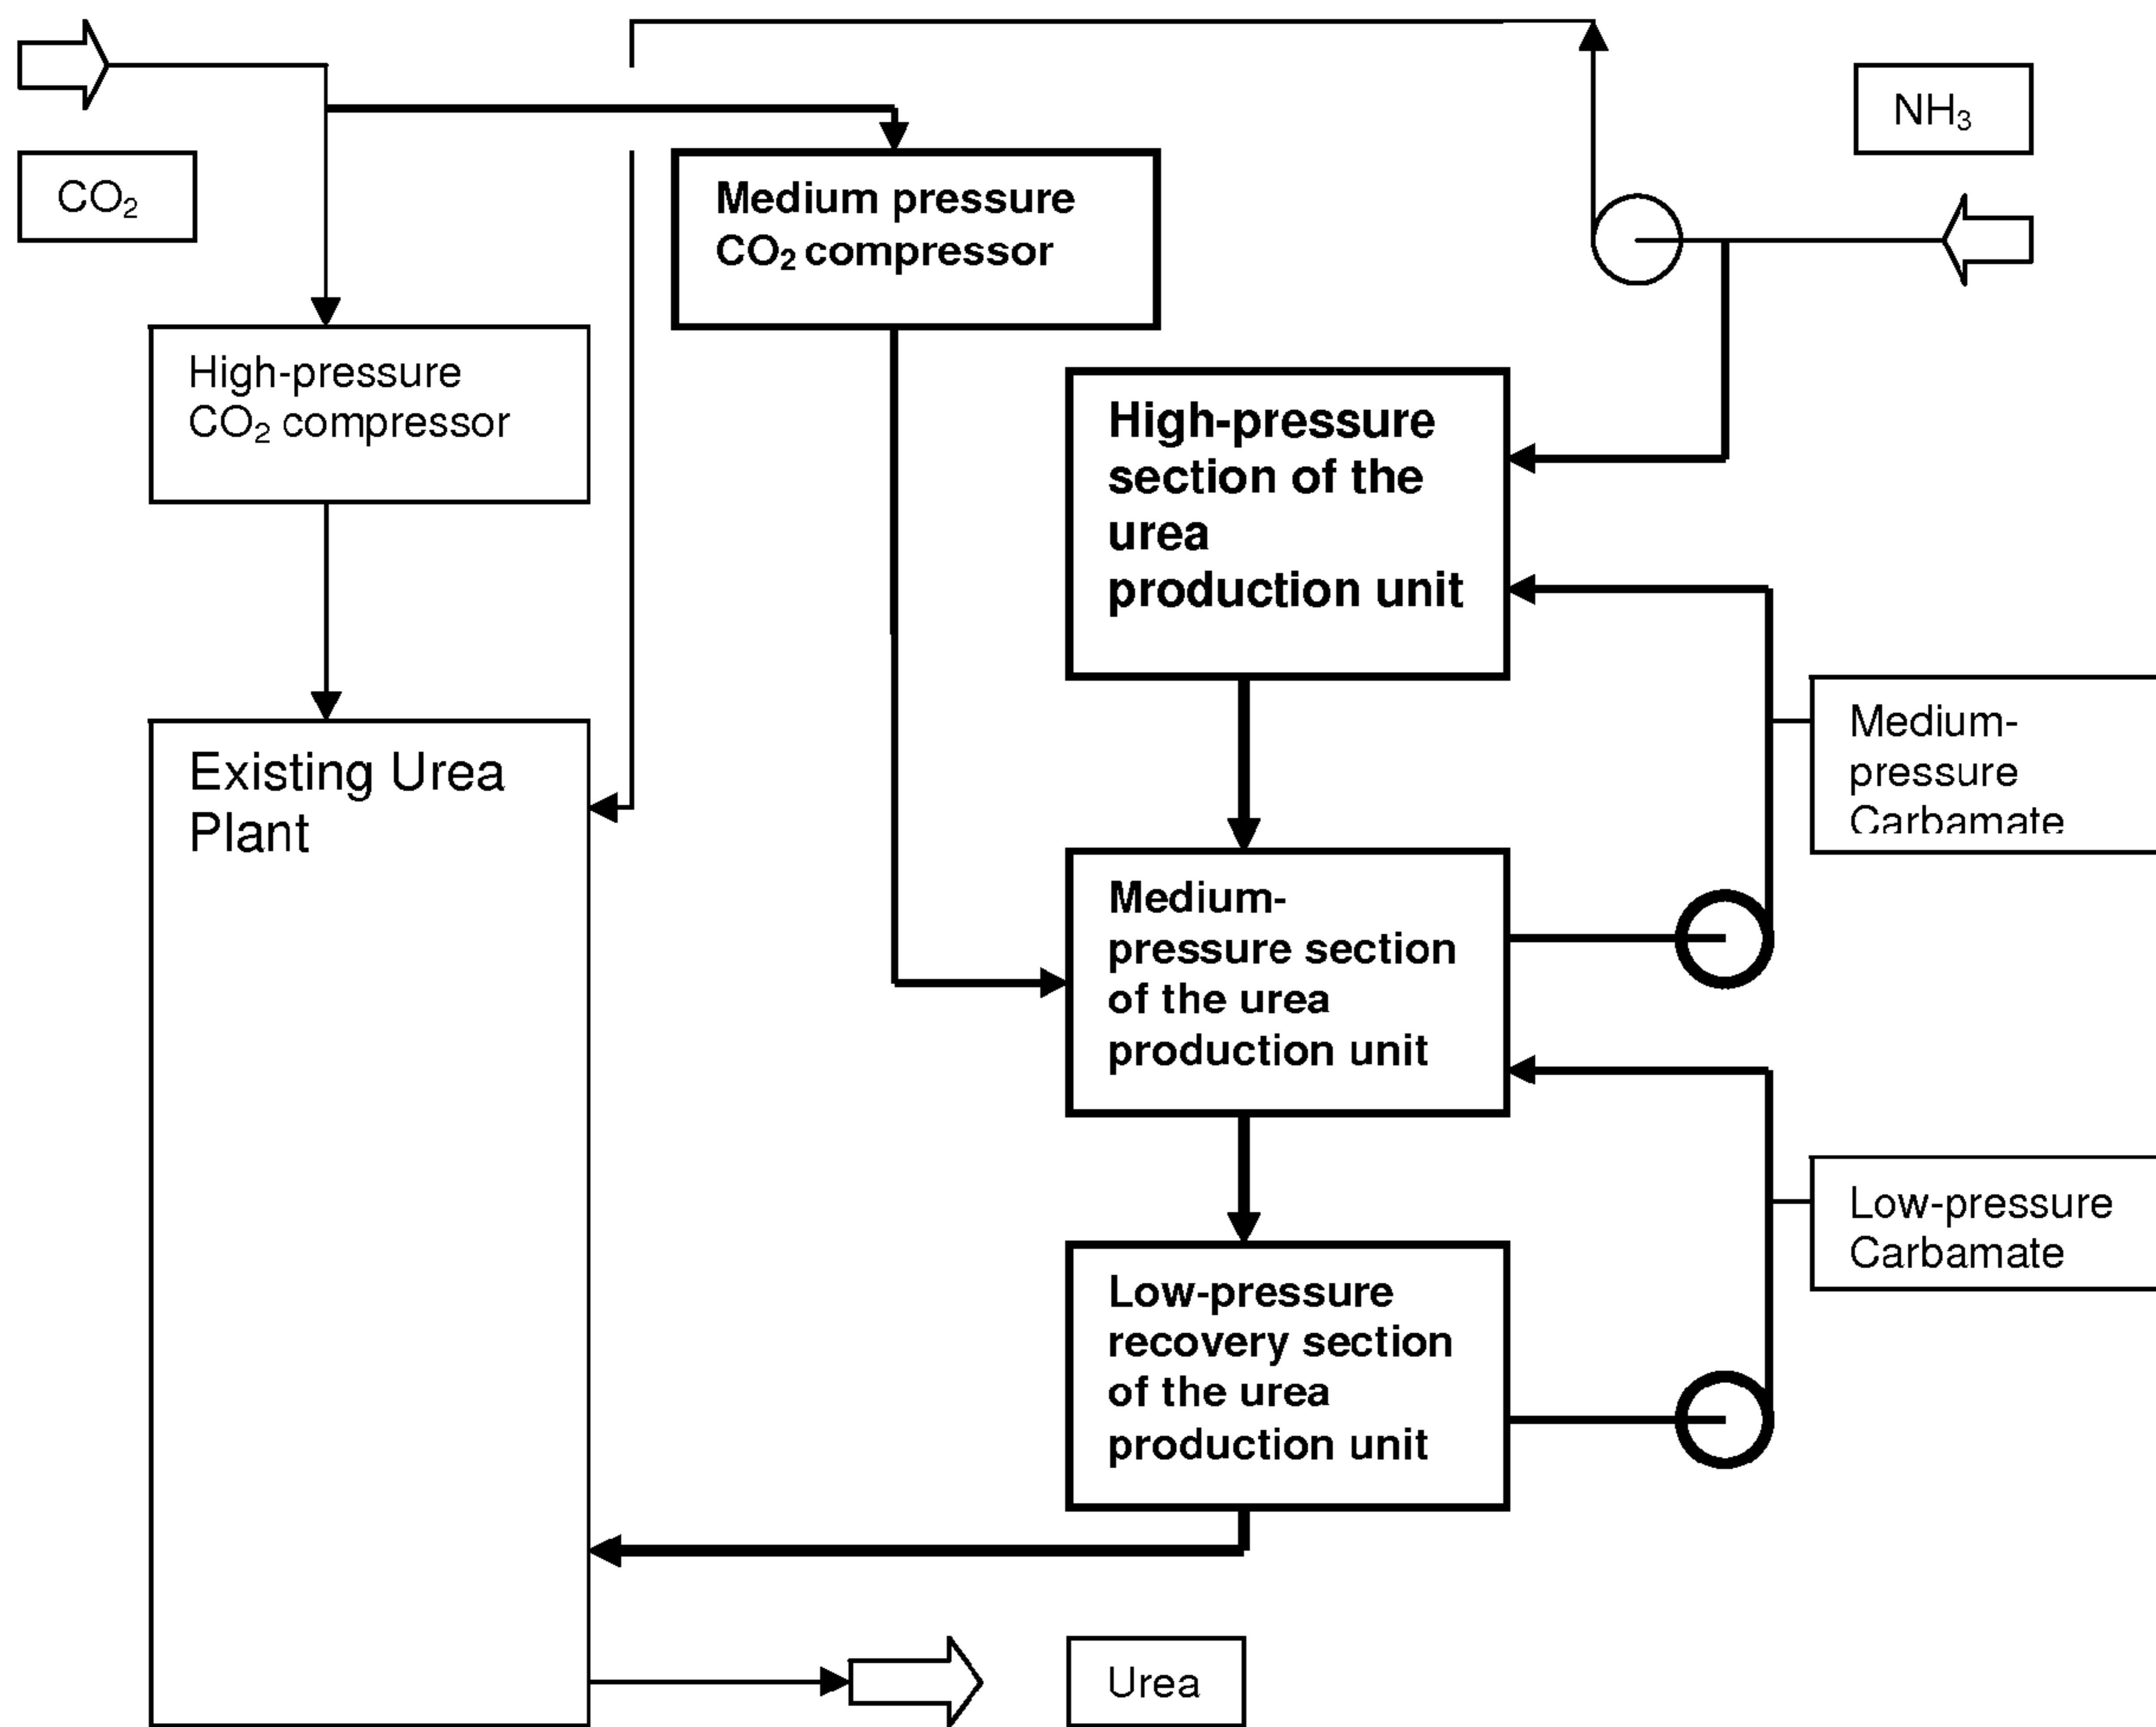 NH₃
CO₂
Medium pressure
CO₂ compressor
High-pressure
CO₂ compressor
High-pressure
section of the
urea
production unit
Medium-
pressure
Carbamate
Existing Urea
Plant
Medium-
pressure section
of the urea
production unit
Low-pressure
Carbamate
Low-pressure
recovery section
of the urea
production unit
Urea